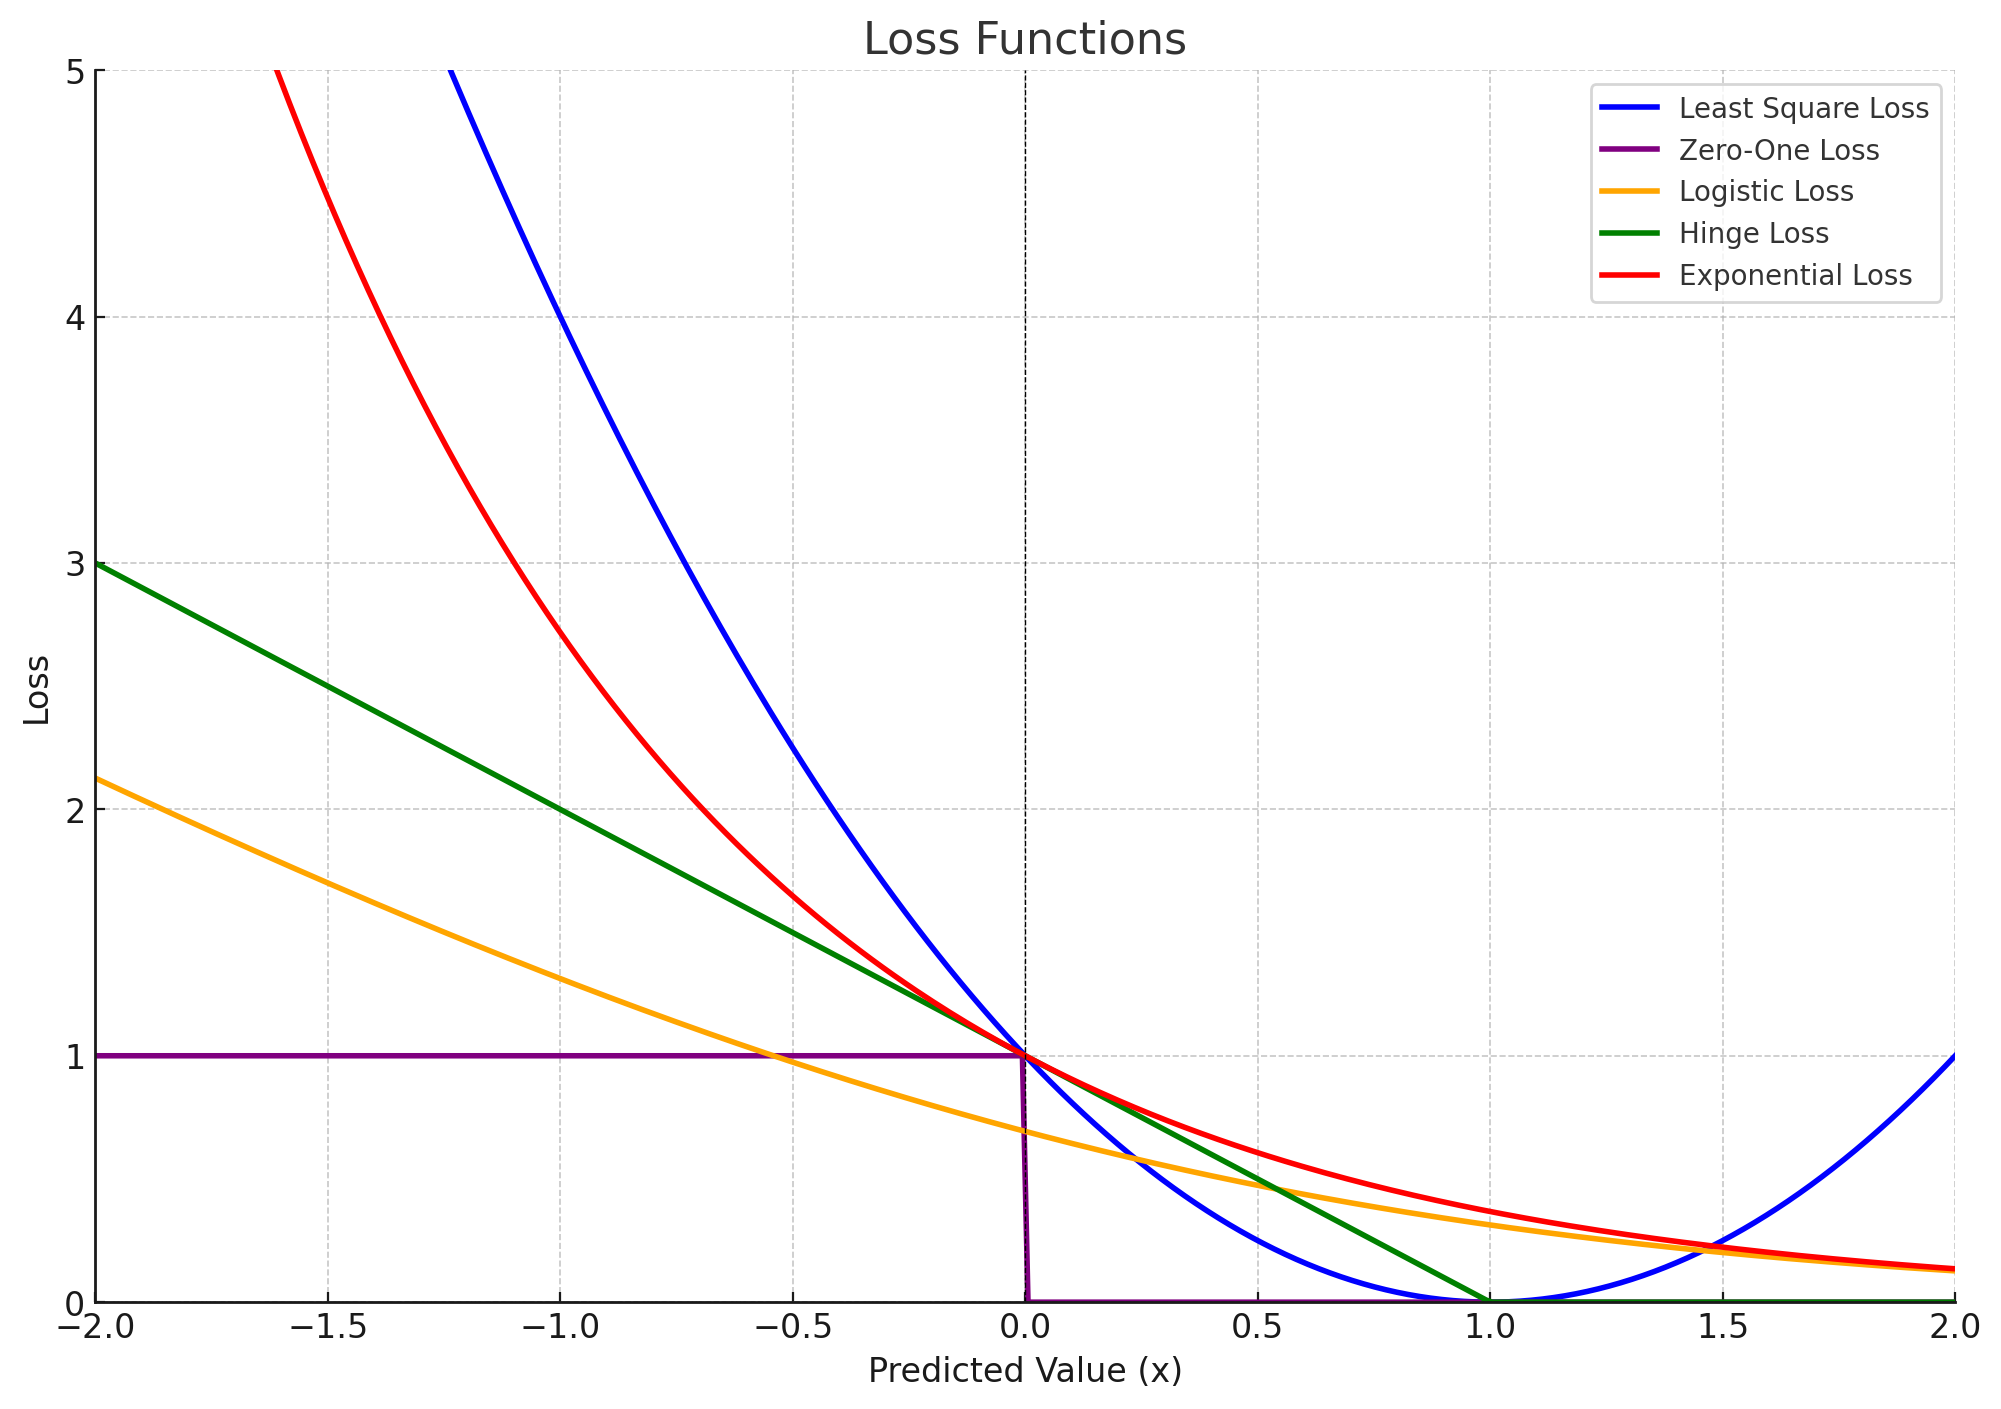 Loss Functions
5
4
3
2
1
0
Loss
Least Square Loss
Zero-One Loss
Logistic Loss
Hinge Loss
Exponential Loss
−2.0 −1.5 −1.0 −0.5 0.0 0.5 1.0 1.5 2.0
Predicted Value (x)